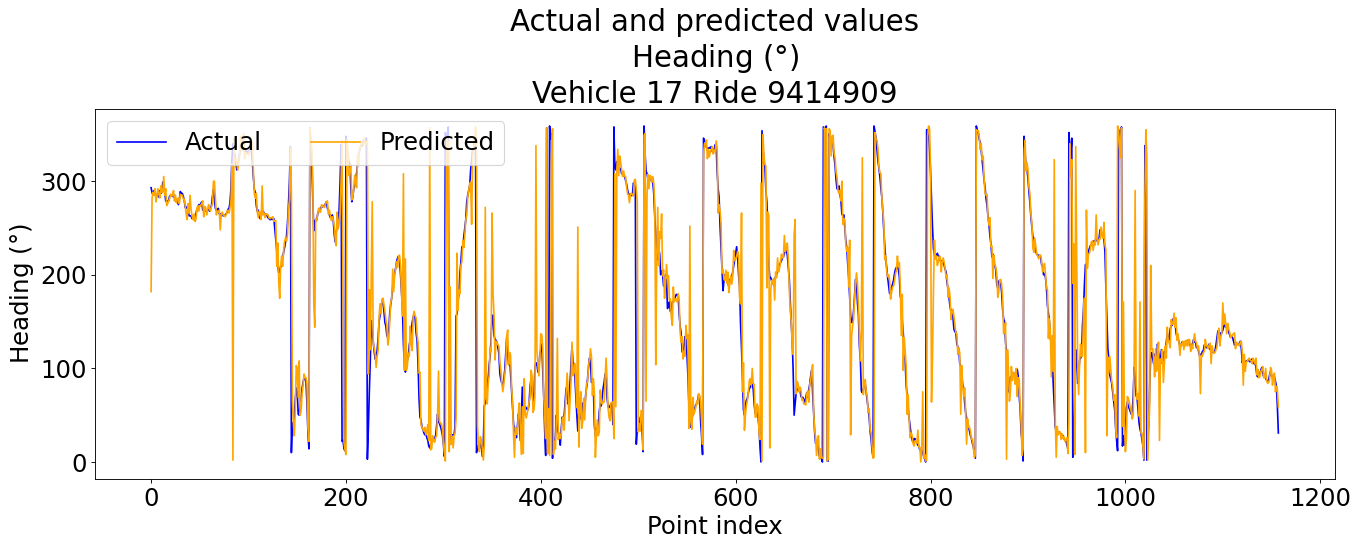 Actual and predicted values
Heading (°)
Vehicle 17 Ride 9414909
Actual
Predicted
Heading (°)
300
200
100
0
0
200
400
600
800
1000
1200
Point index